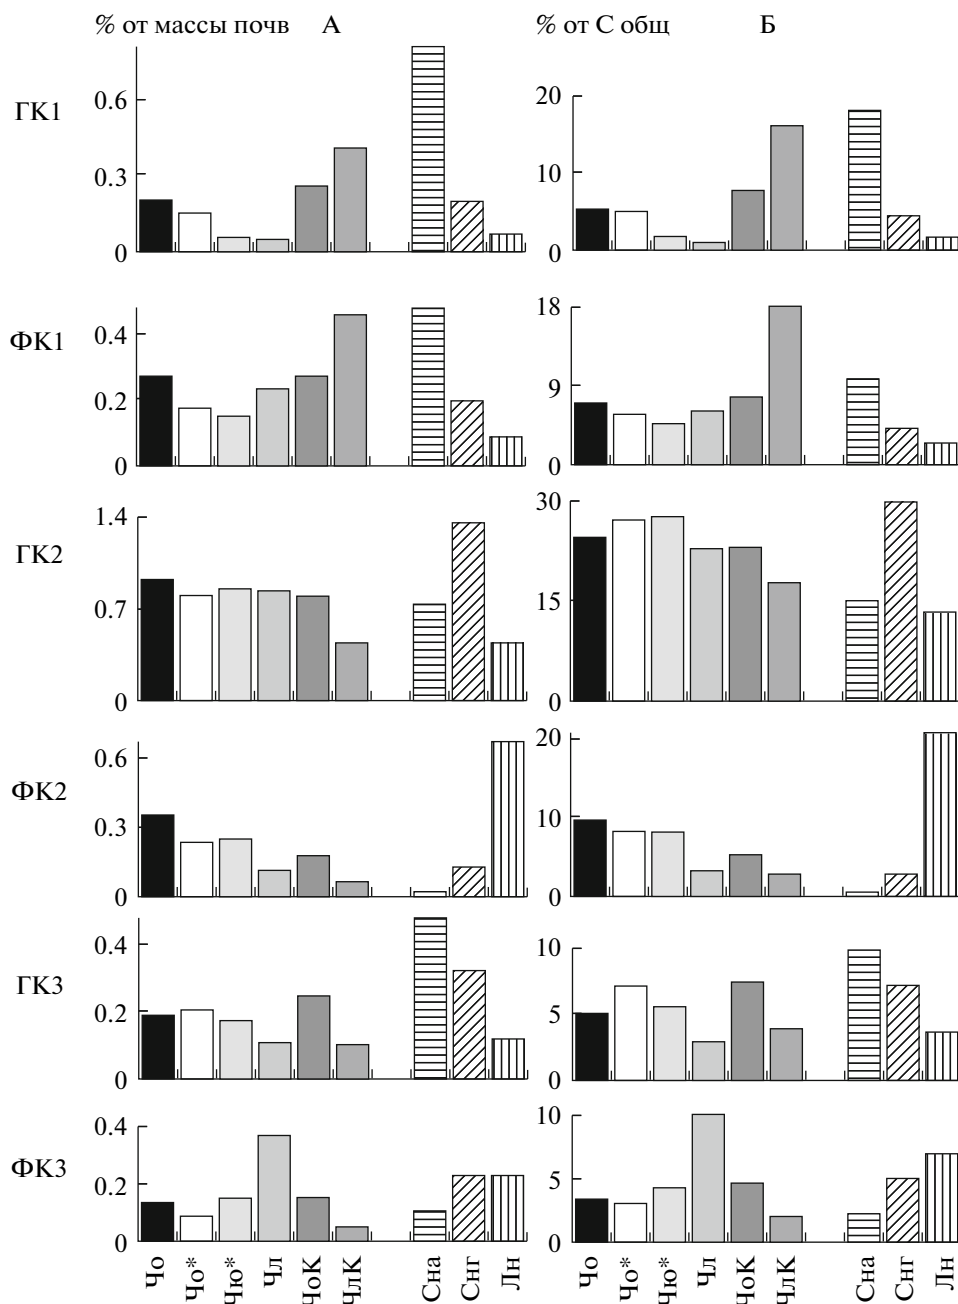 % от массы почв А % от С общ Б
ГК1
0.6 20
0.3 10
0 0
ФК1
0.4 18
0.2 9
0 0
ГК2
1.4 30
0.7 15
0 0
ФК2
0.6 20
0.3 10
0 0
ГК3
0.4 10
0.2 5
0 0
ФК3
0.4 10
0.2 5
0 0
Чо Чо* Чю* Чл ЧоК ЧлК Сна Снг Лн Чо Чо* Чю* Чл ЧоК ЧлК Сна Снг Лн